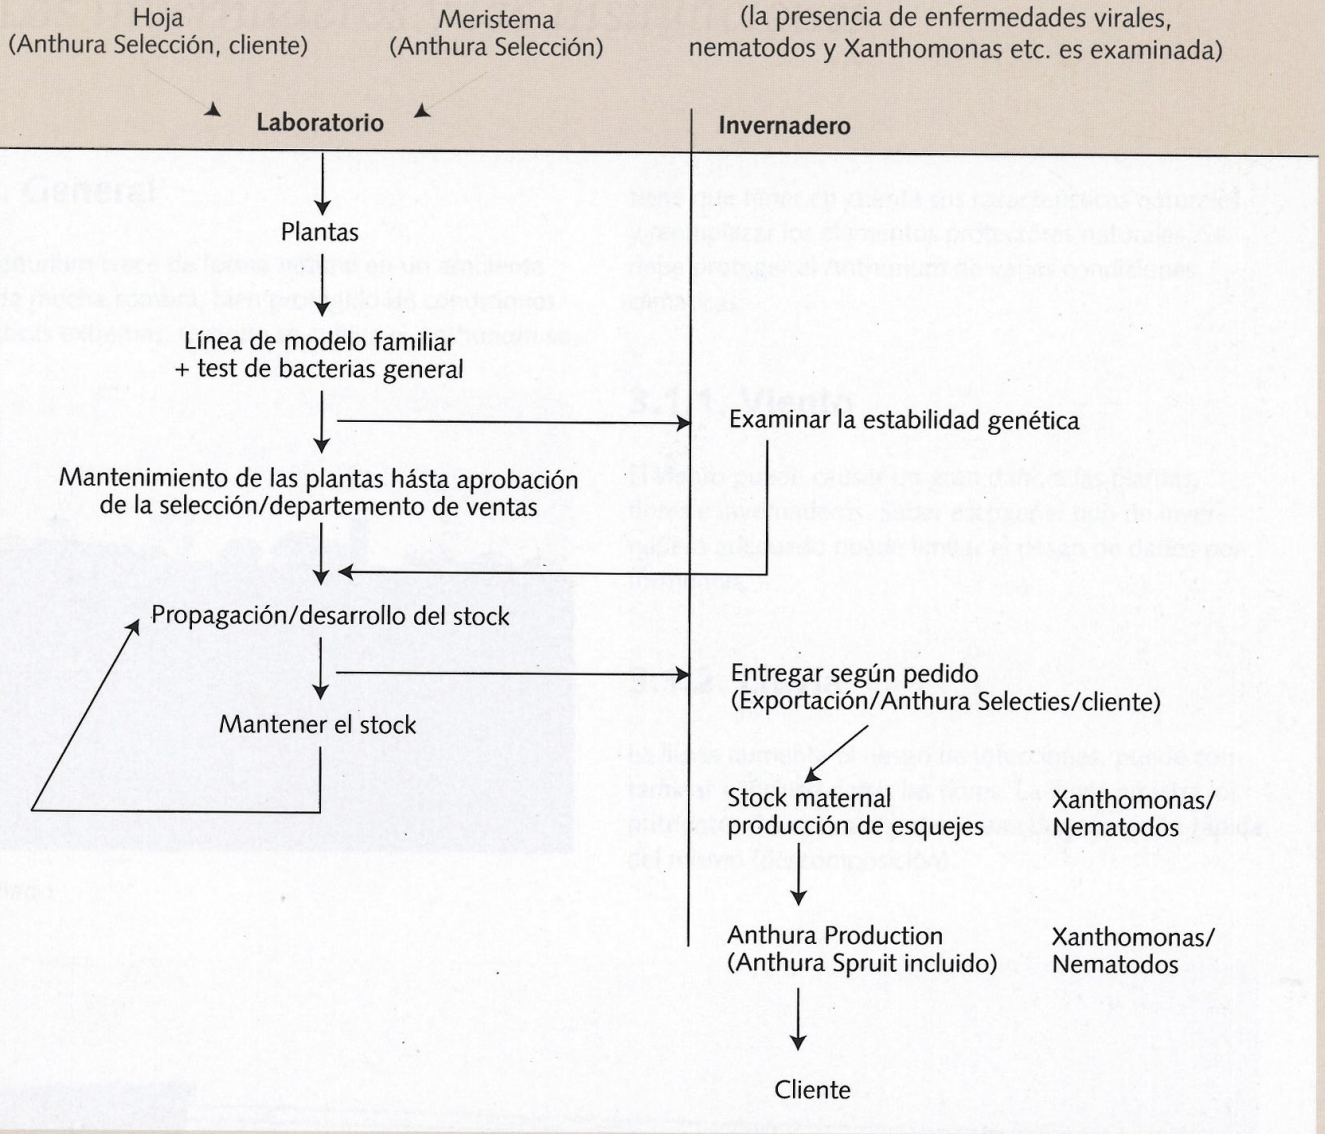 Hoja
(Anthura Selección, cliente)
Meristema
(Anthura Selección)
(la presencia de enfermedades virales,
nematodos y Xanthomonas etc. es examinada)
Laboratorio
Invernadero
Plantas
Línea de modelo familiar
+ test de bacterias general
Examinar la estabilidad genética
Mantenimiento de las plantas hásta aprobación
de la selección/departemento de ventas
Propagación/desarrollo del stock
Entregar según pedido
(Exportación/Anthura Selecties/cliente)
Mantener el stock
Stock maternal
producción de esquejes
Xanthomonas/
Nematodos
Anthura Production
(Anthura Spruit incluido)
Xanthomonas/
Nematodos
Cliente